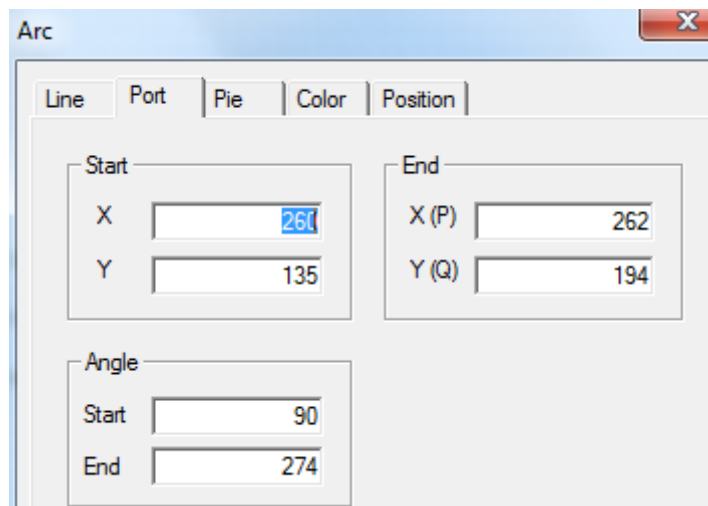 Arc
X
Line Port Pie Color Position
Start
X 260
Y 135
End
X (P) 262
Y (Q) 194
Angle
Start 90
End 274